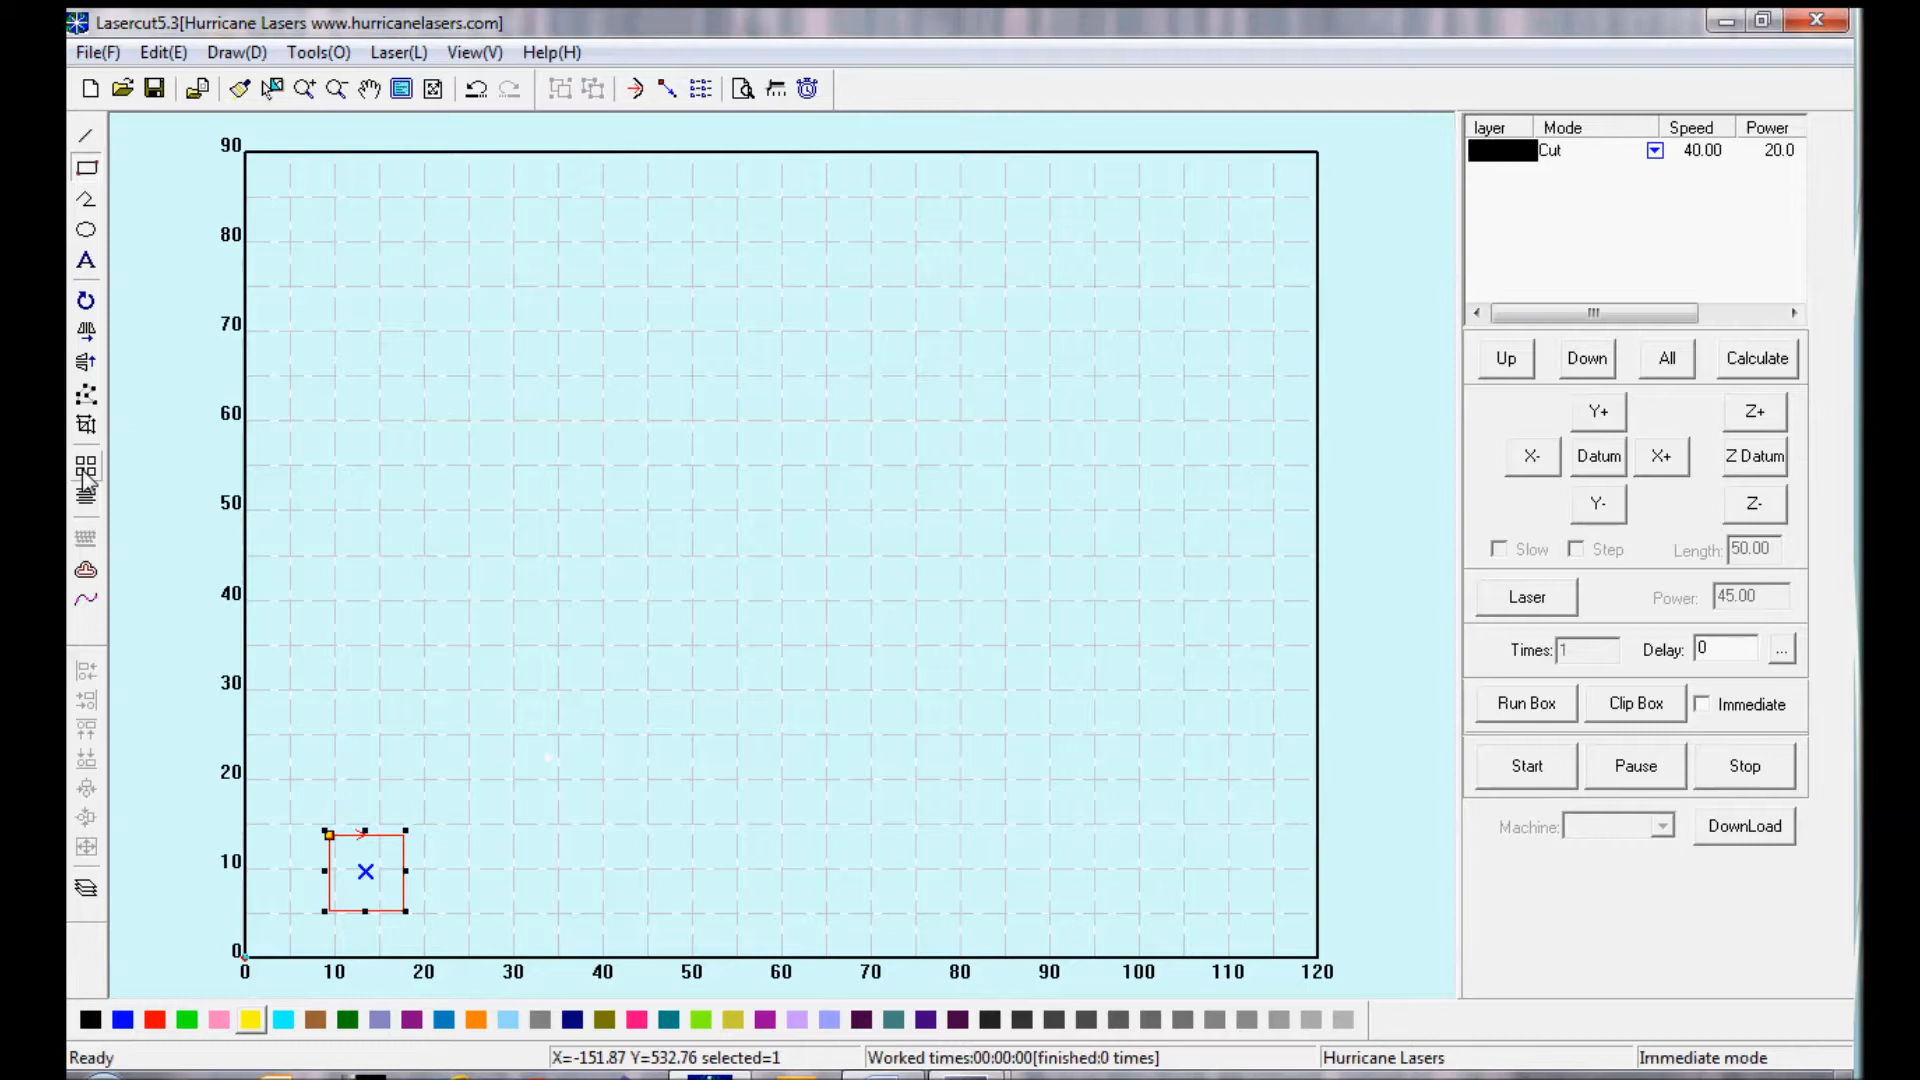 Lasercut5.3[Hurricane Lasers www.hurricanelasers.com]
File(F) Edit(E) Draw(D) Tools(O) Laser(L) View(V) Help(H)
layer Mode Speed Power
Cut 40.00 20.0
90
80
70
60
50
40
30
20
10
0
0 10 20 30 40 50 60 70 80 90 100 110 120
Up Down All Calculate
Y+ Z+
X- Datum X+ Z Datum
Y- Z-
Slow Step Length: 50.00
Laser Power: 45.00
Times: 1 Delay: 0 ...
Run Box Clip Box Immediate
Start Pause Stop
Machine: DownLoad
Ready X=-151.87 Y=532.76 selected=1 Worked times:00:00:00[finished:0 times] Hurricane Lasers Immediate mode